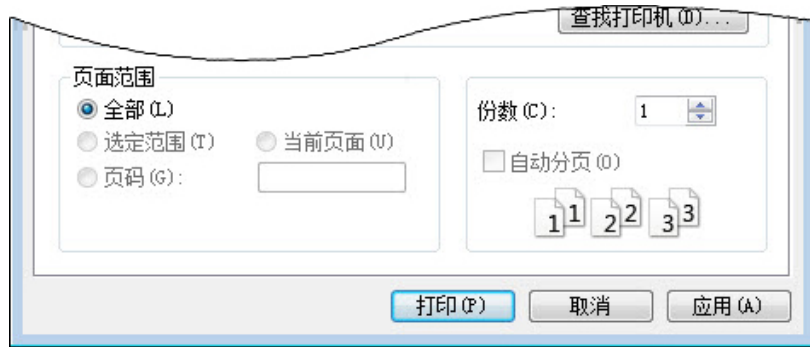 查找打印机(D)...
页面范围
全部(L)
选定范围(T) 当前页面(U)
页码(G):
份数(C): 1
自动分页(O)
1 1 2 2 3 3
打印(P) 取消 应用(A)